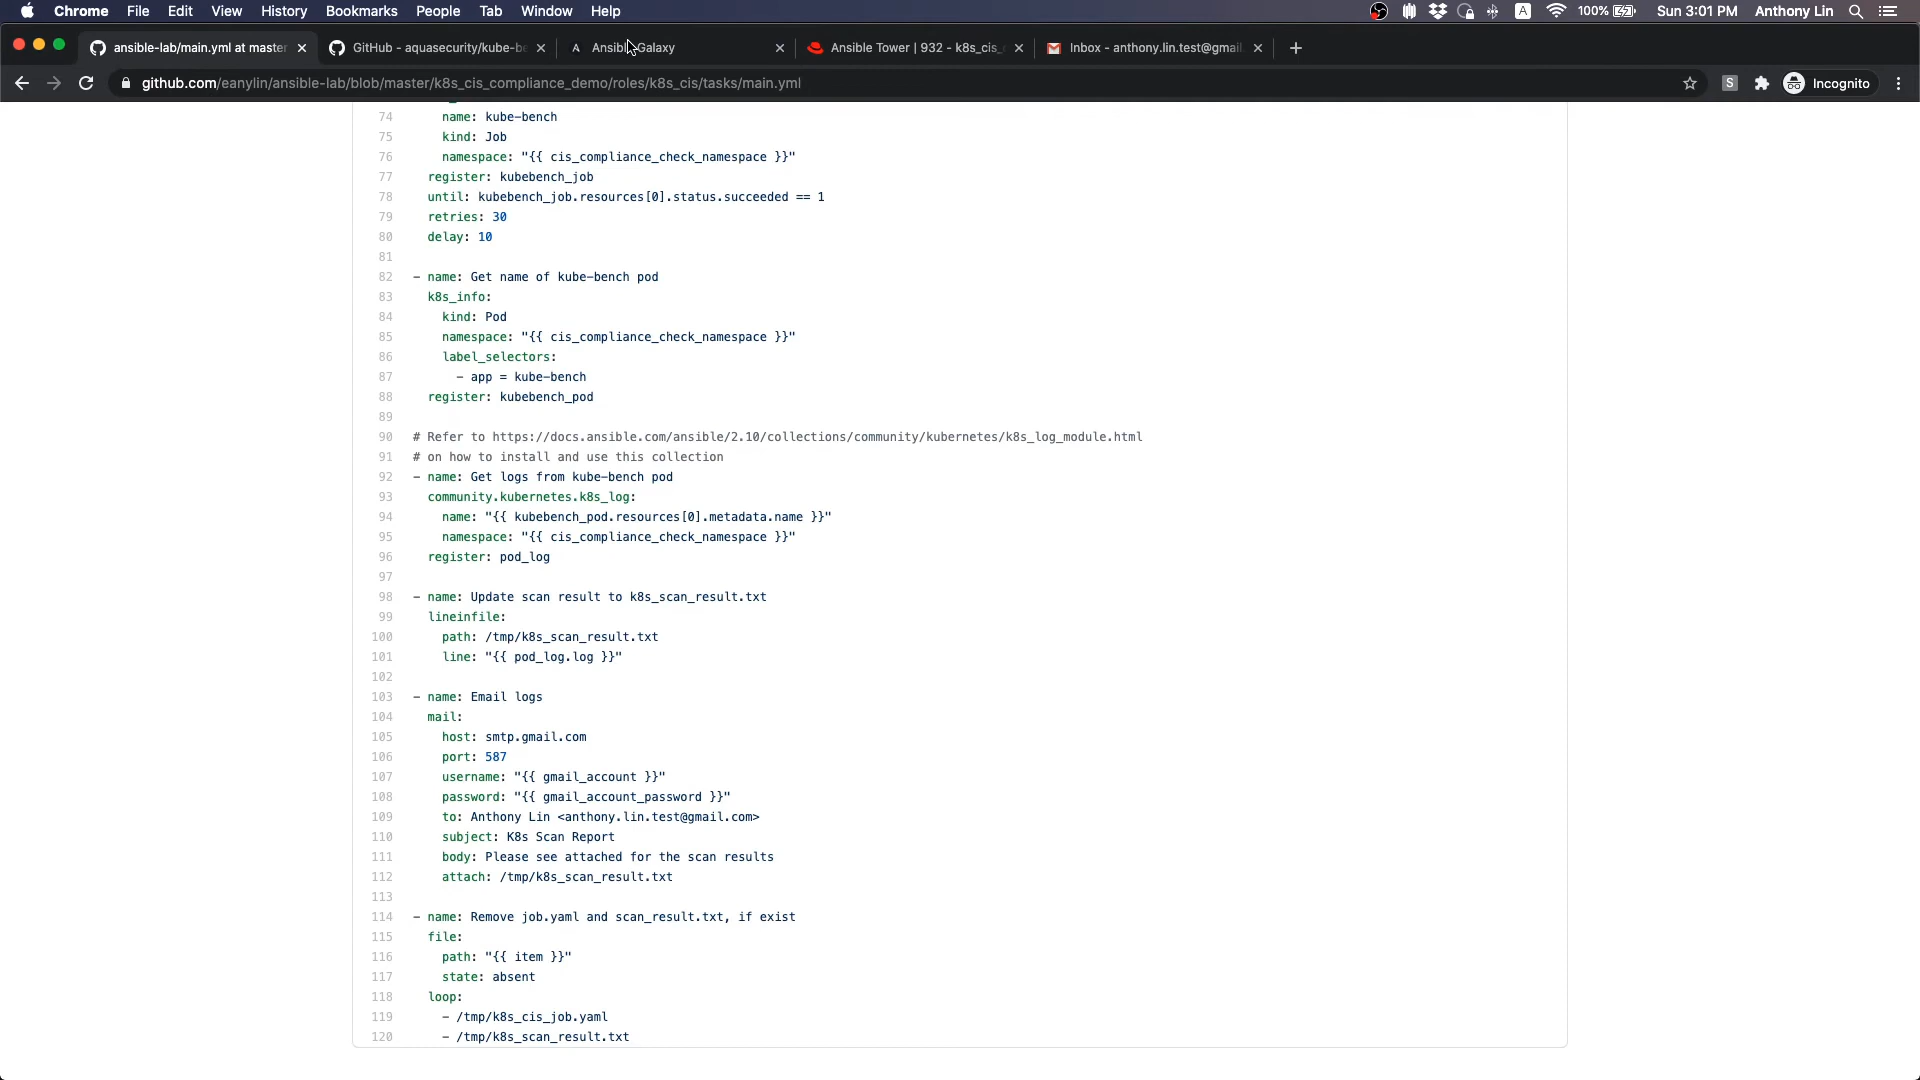 Chrome File Edit View History Bookmarks People Tab Window Help A 100% Sun 3:01 PM Anthony Lin
ansible-lab/main.yml at master GitHub - aquasecurity/kube-be A Ansible Galaxy Ansible Tower | 932 - k8s_cis_ Inbox - anthony.lin.test@gmail
github.com/eanylin/ansible-lab/blob/master/k8s_cis_compliance_demo/roles/k8s_cis/tasks/main.yml S Incognito
74 name: kube-bench
75 kind: Job
76 namespace: "{{ cis_compliance_check_namespace }}"
77 register: kubebench_job
78 until: kubebench_job.resources[0].status.succeeded == 1
79 retries: 30
80 delay: 10
81
82 - name: Get name of kube-bench pod
83 k8s_info:
84 kind: Pod
85 namespace: "{{ cis_compliance_check_namespace }}"
86 label_selectors:
87 - app = kube-bench
88 register: kubebench_pod
89
90 # Refer to https://docs.ansible.com/ansible/2.10/collections/community/kubernetes/k8s_log_module.html
91 # on how to install and use this collection
92 - name: Get logs from kube-bench pod
93 community.kubernetes.k8s_log:
94 name: "{{ kubebench_pod.resources[0].metadata.name }}"
95 namespace: "{{ cis_compliance_check_namespace }}"
96 register: pod_log
97
98 - name: Update scan result to k8s_scan_result.txt
99 lineinfile:
100 path: /tmp/k8s_scan_result.txt
101 line: "{{ pod_log.log }}"
102
103 - name: Email logs
104 mail:
105 host: smtp.gmail.com
106 port: 587
107 username: "{{ gmail_account }}"
108 password: "{{ gmail_account_password }}"
109 to: Anthony Lin <anthony.lin.test@gmail.com>
110 subject: K8s Scan Report
111 body: Please see attached for the scan results
112 attach: /tmp/k8s_scan_result.txt
113
114 - name: Remove job.yaml and scan_result.txt, if exist
115 file:
116 path: "{{ item }}"
117 state: absent
118 loop:
119 - /tmp/k8s_cis_job.yaml
120 - /tmp/k8s_scan_result.txt